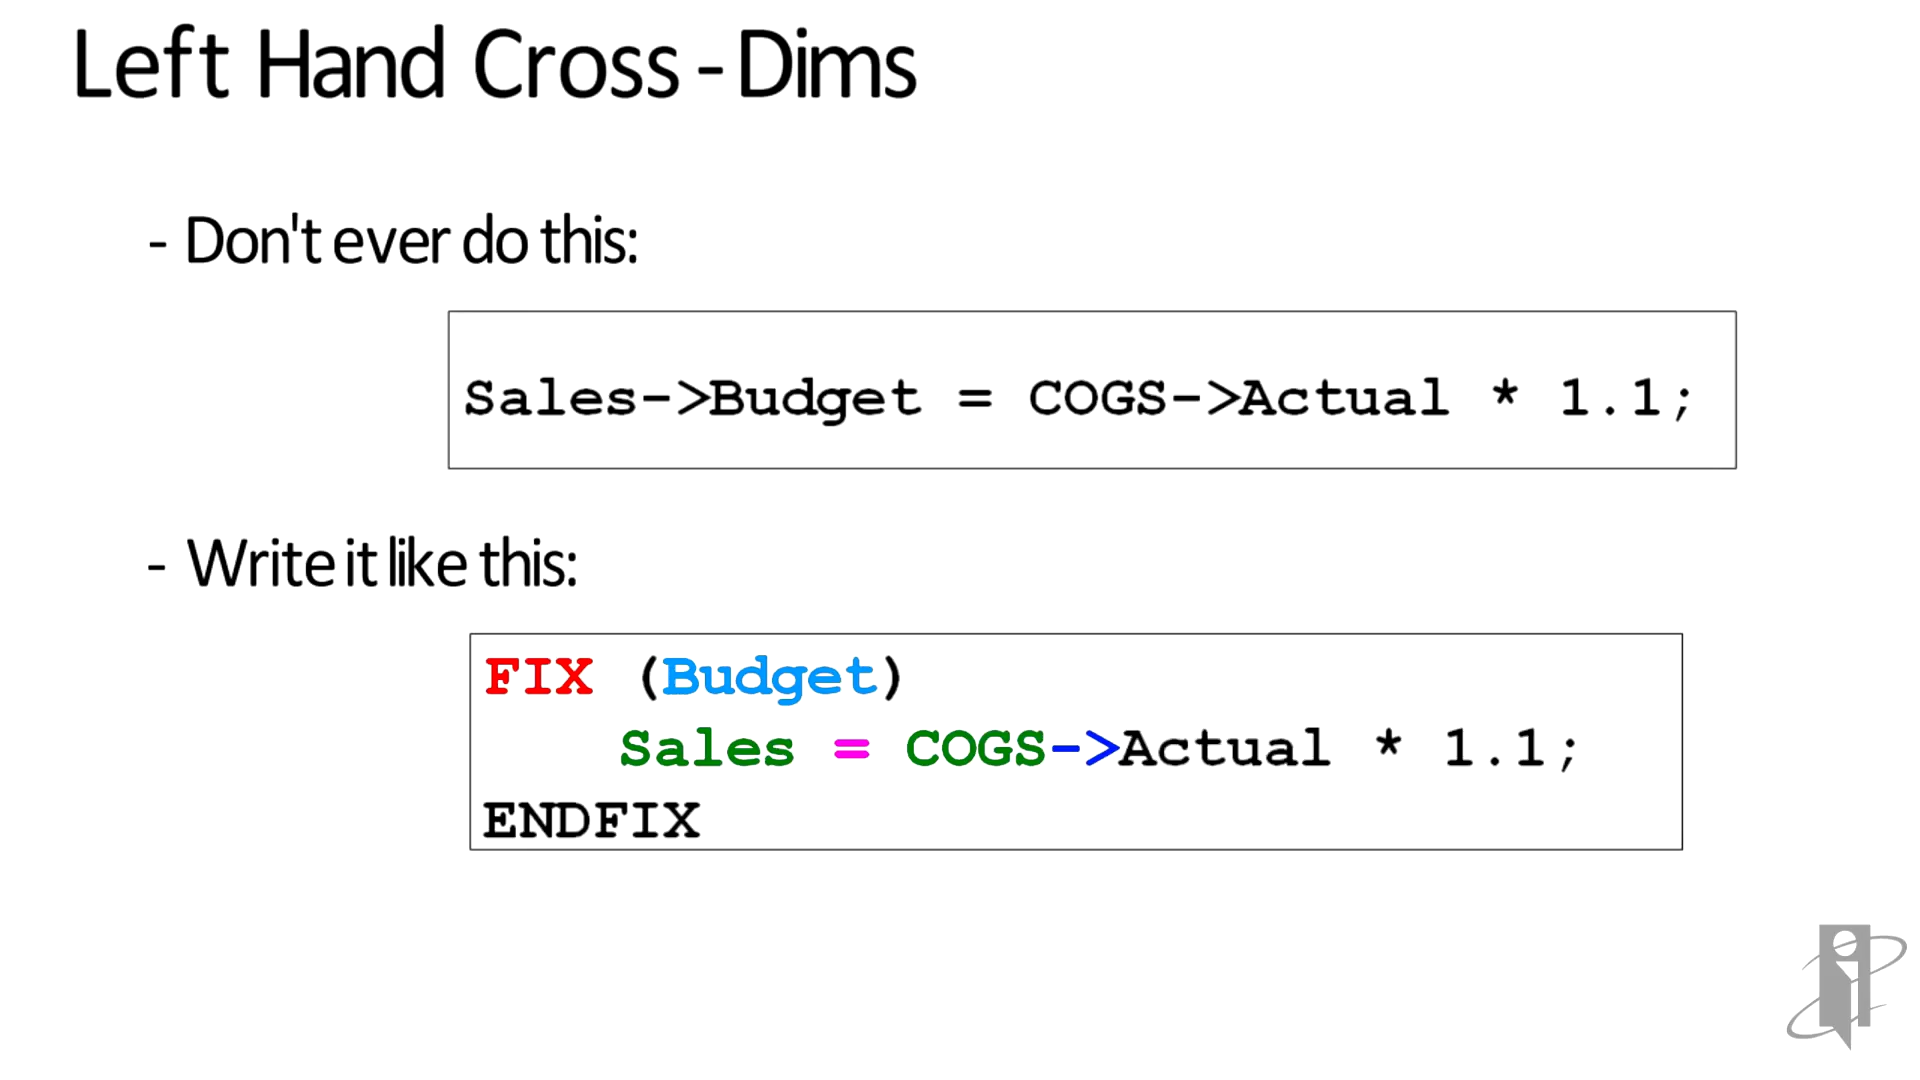 Left Hand Cross - Dims
- Don't ever do this:
Sales->Budget = COGS->Actual * 1.1;
- Write it like this:
FIX (Budget)
Sales = COGS->Actual * 1.1;
ENDFIX